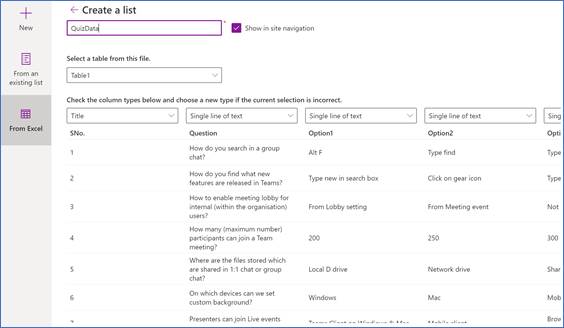 New
From an
existing list
From Excel
Create a list
QuizData
*
Show in site navigation
Select a table from this file.
Table1
Check the column types below and choose a new type if the current selection is incorrect.
Title Single line of text Single line of text Single line of text Sing
SNo. Question Option1 Option2 Opti
1 How do you search in a group chat? Alt F Type find Type
2 How do you find what new features are released in Teams? Type new in search box Click on gear icon Type
3 How to enable meeting lobby for internal (within the organisation) users? From Lobby setting From Meeting event Not
4 How many (maximum number) participants can join a Team meeting? 200 250 300
5 Where are the files stored which are shared in 1:1 chat or group chat? Local D drive Network drive Shar
6 On which devices can we set custom background? Windows Mac Mob
Presenters can join Live events